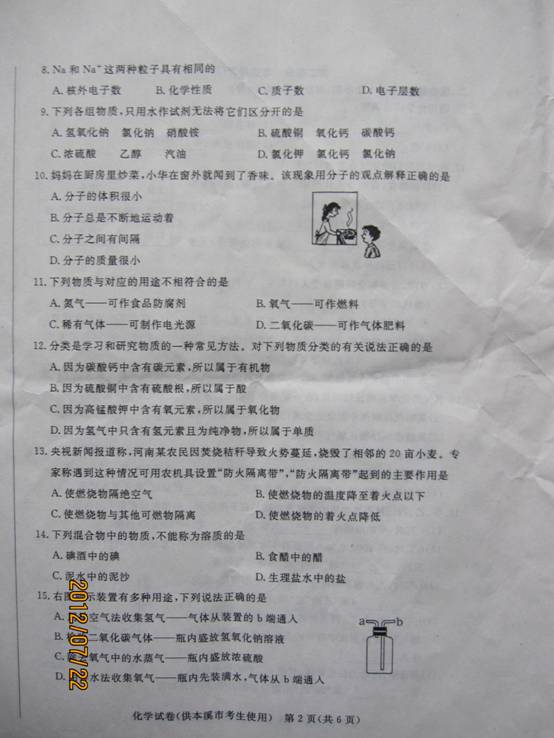 8. Na 和 Na⁺ 这两种粒子具有相同的
A. 核外电子数 B. 化学性质 C. 质子数 D. 电子层数
9. 下列各组物质,只用水作试剂无法将它们区分开的是
A. 氢氧化钠 氯化钠 硝酸铵 B. 硫酸铜 氧化钙 碳酸钙
C. 浓硫酸 乙醇 汽油 D. 氯化钾 氯化钙 氯化钠
10. 妈妈在厨房里炒菜,小华在窗外就闻到了香味。该现象用分子的观点解释正确的是
A. 分子的体积很小
B. 分子总是不断地运动着
C. 分子之间有间隔
D. 分子的质量很小
11. 下列物质与对应的用途不相符合的是
A. 氮气——可作食品防腐剂 B. 氧气——可作燃料
C. 稀有气体——可制作电光源 D. 二氧化碳——可作气体肥料
12. 分类是学习和研究物质的一种常见方法。对下列物质分类的有关说法正确的是
A. 因为碳酸钙中含有碳元素,所以属于有机物
B. 因为硫酸铜中含有硫酸根,所以属于酸
C. 因为高锰酸钾中含有氧元素,所以属于氧化物
D. 因为氢气中只含有氢元素且为纯净物,所以属于单质
13. 央视新闻报道称,河南某农民因焚烧秸秆导致火势蔓延,烧毁了相邻的 20 亩小麦。专
家称遇到这种情况可用农机具设置“防火隔离带”,“防火隔离带”起到的主要作用是
A. 使燃烧物隔绝空气 B. 使燃烧物的温度降至着火点以下
C. 使燃烧物与其他可燃物隔离 D. 使燃烧物的着火点降低
14. 下列混合物中的物质,不能称为溶质的是
A. 碘酒中的碘 B. 食醋中的醋
C. 泥水中的泥沙 D. 生理盐水中的盐
15. 右图 示装置有多种用途,下列说法正确的是
A. 空气法收集氢气——气体从装置的 b 端通入
B. 二氧化碳气体——瓶内盛放氢氧化钠溶液
C. 氧气中的水蒸气——瓶内盛放浓硫酸
D. 水法收集氧气——瓶内先装满水,气体从 b 端通入
a b
2012/07/22
化学试卷(供本溪市考生使用) 第 2 页(共 6 页)